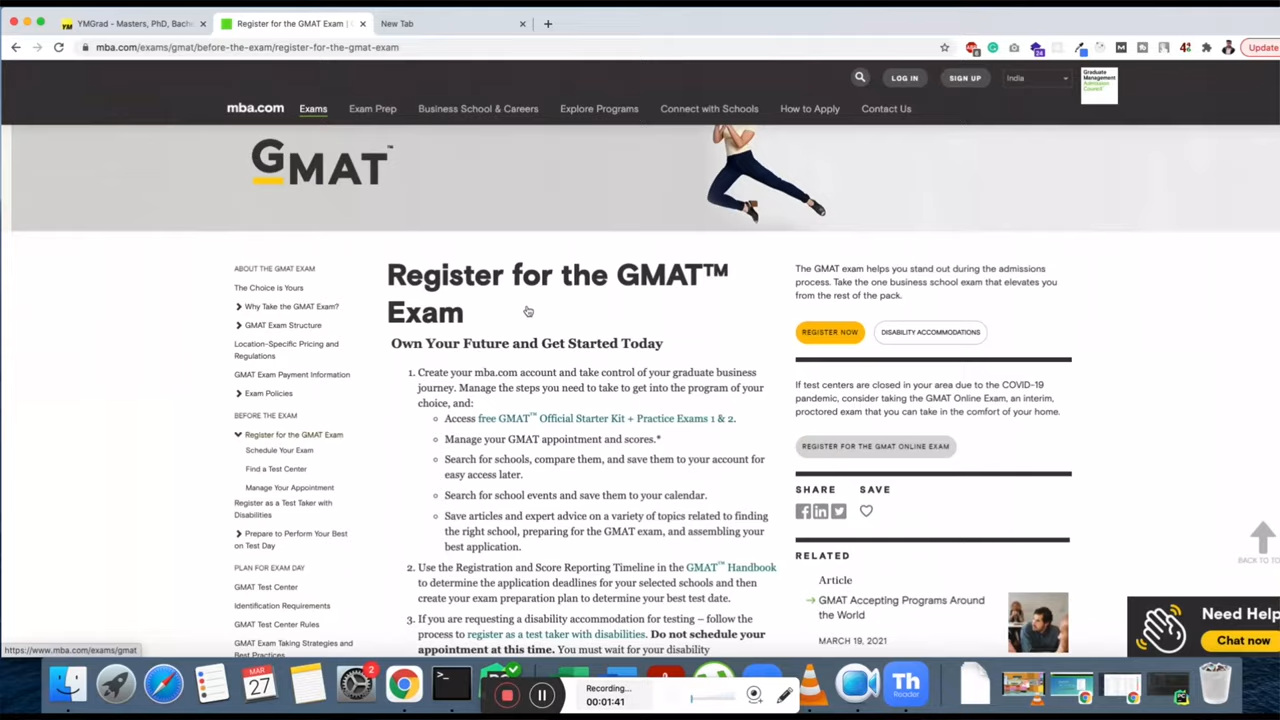 YMGrad - Masters, PhD, Bach
Register for the GMAT Exam |
New Tab
mba.com/exams/gmat/before-the-exam/register-for-the-gmat-exam
Update
LOG IN
SIGN UP
India
Graduate
Management
Admission
Council
mba.com
Exams
Exam Prep
Business School & Careers
Explore Programs
Connect with Schools
How to Apply
Contact Us
GMAT™
ABOUT THE GMAT EXAM
The Choice is Yours
Why Take the GMAT Exam?
GMAT Exam Structure
Location-Specific Pricing and
Regulations
GMAT Exam Payment Information
Exam Policies
BEFORE THE EXAM
Register for the GMAT Exam
Schedule Your Exam
Find a Test Center
Manage Your Appointment
Register as a Test Taker with
Disabilities
Prepare to Perform Your Best
on Test Day
PLAN FOR EXAM DAY
GMAT Test Center
Identification Requirements
GMAT Test Center Rules
GMAT Exam Taking Strategies and
Best Practices
Register for the GMAT™
Exam
Own Your Future and Get Started Today
1. Create your mba.com account and take control of your graduate business
journey. Manage the steps you need to take to get into the program of your
choice, and:
Access free GMAT™ Official Starter Kit + Practice Exams 1 & 2.
Manage your GMAT appointment and scores.*
Search for schools, compare them, and save them to your account for
easy access later.
Search for school events and save them to your calendar.
Save articles and expert advice on a variety of topics related to finding
the right school, preparing for the GMAT exam, and assembling your
best application.
2. Use the Registration and Score Reporting Timeline in the GMAT™ Handbook
to determine the application deadlines for your selected schools and then
create your exam preparation plan to determine your best test date.
3. If you are requesting a disability accommodation for testing – follow the
process to register as a test taker with disabilities. Do not schedule your
appointment at this time. You must wait for your disability
The GMAT exam helps you stand out during the admissions
process. Take the one business school exam that elevates you
from the rest of the pack.
REGISTER NOW
DISABILITY ACCOMMODATIONS
If test centers are closed in your area due to the COVID-19
pandemic, consider taking the GMAT Online Exam, an interim,
proctored exam that you can take in the comfort of your home.
REGISTER FOR THE GMAT ONLINE EXAM
SHARE
SAVE
RELATED
Article
GMAT Accepting Programs Around
the World
MARCH 19, 2021
BACK TO TO
Need Help
Chat now
https://www.mba.com/exams/gmat
MAR
27
2
Recording...
00:01:41
Th
Reader